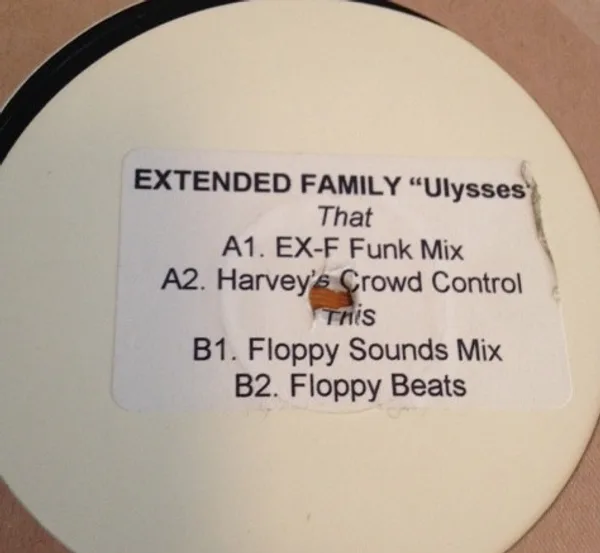 EXTENDED FAMILY “Ulysses
That
A1. EX-F Funk Mix
A2. Harvey's Crowd Control
This
B1. Floppy Sounds Mix
B2. Floppy Beats